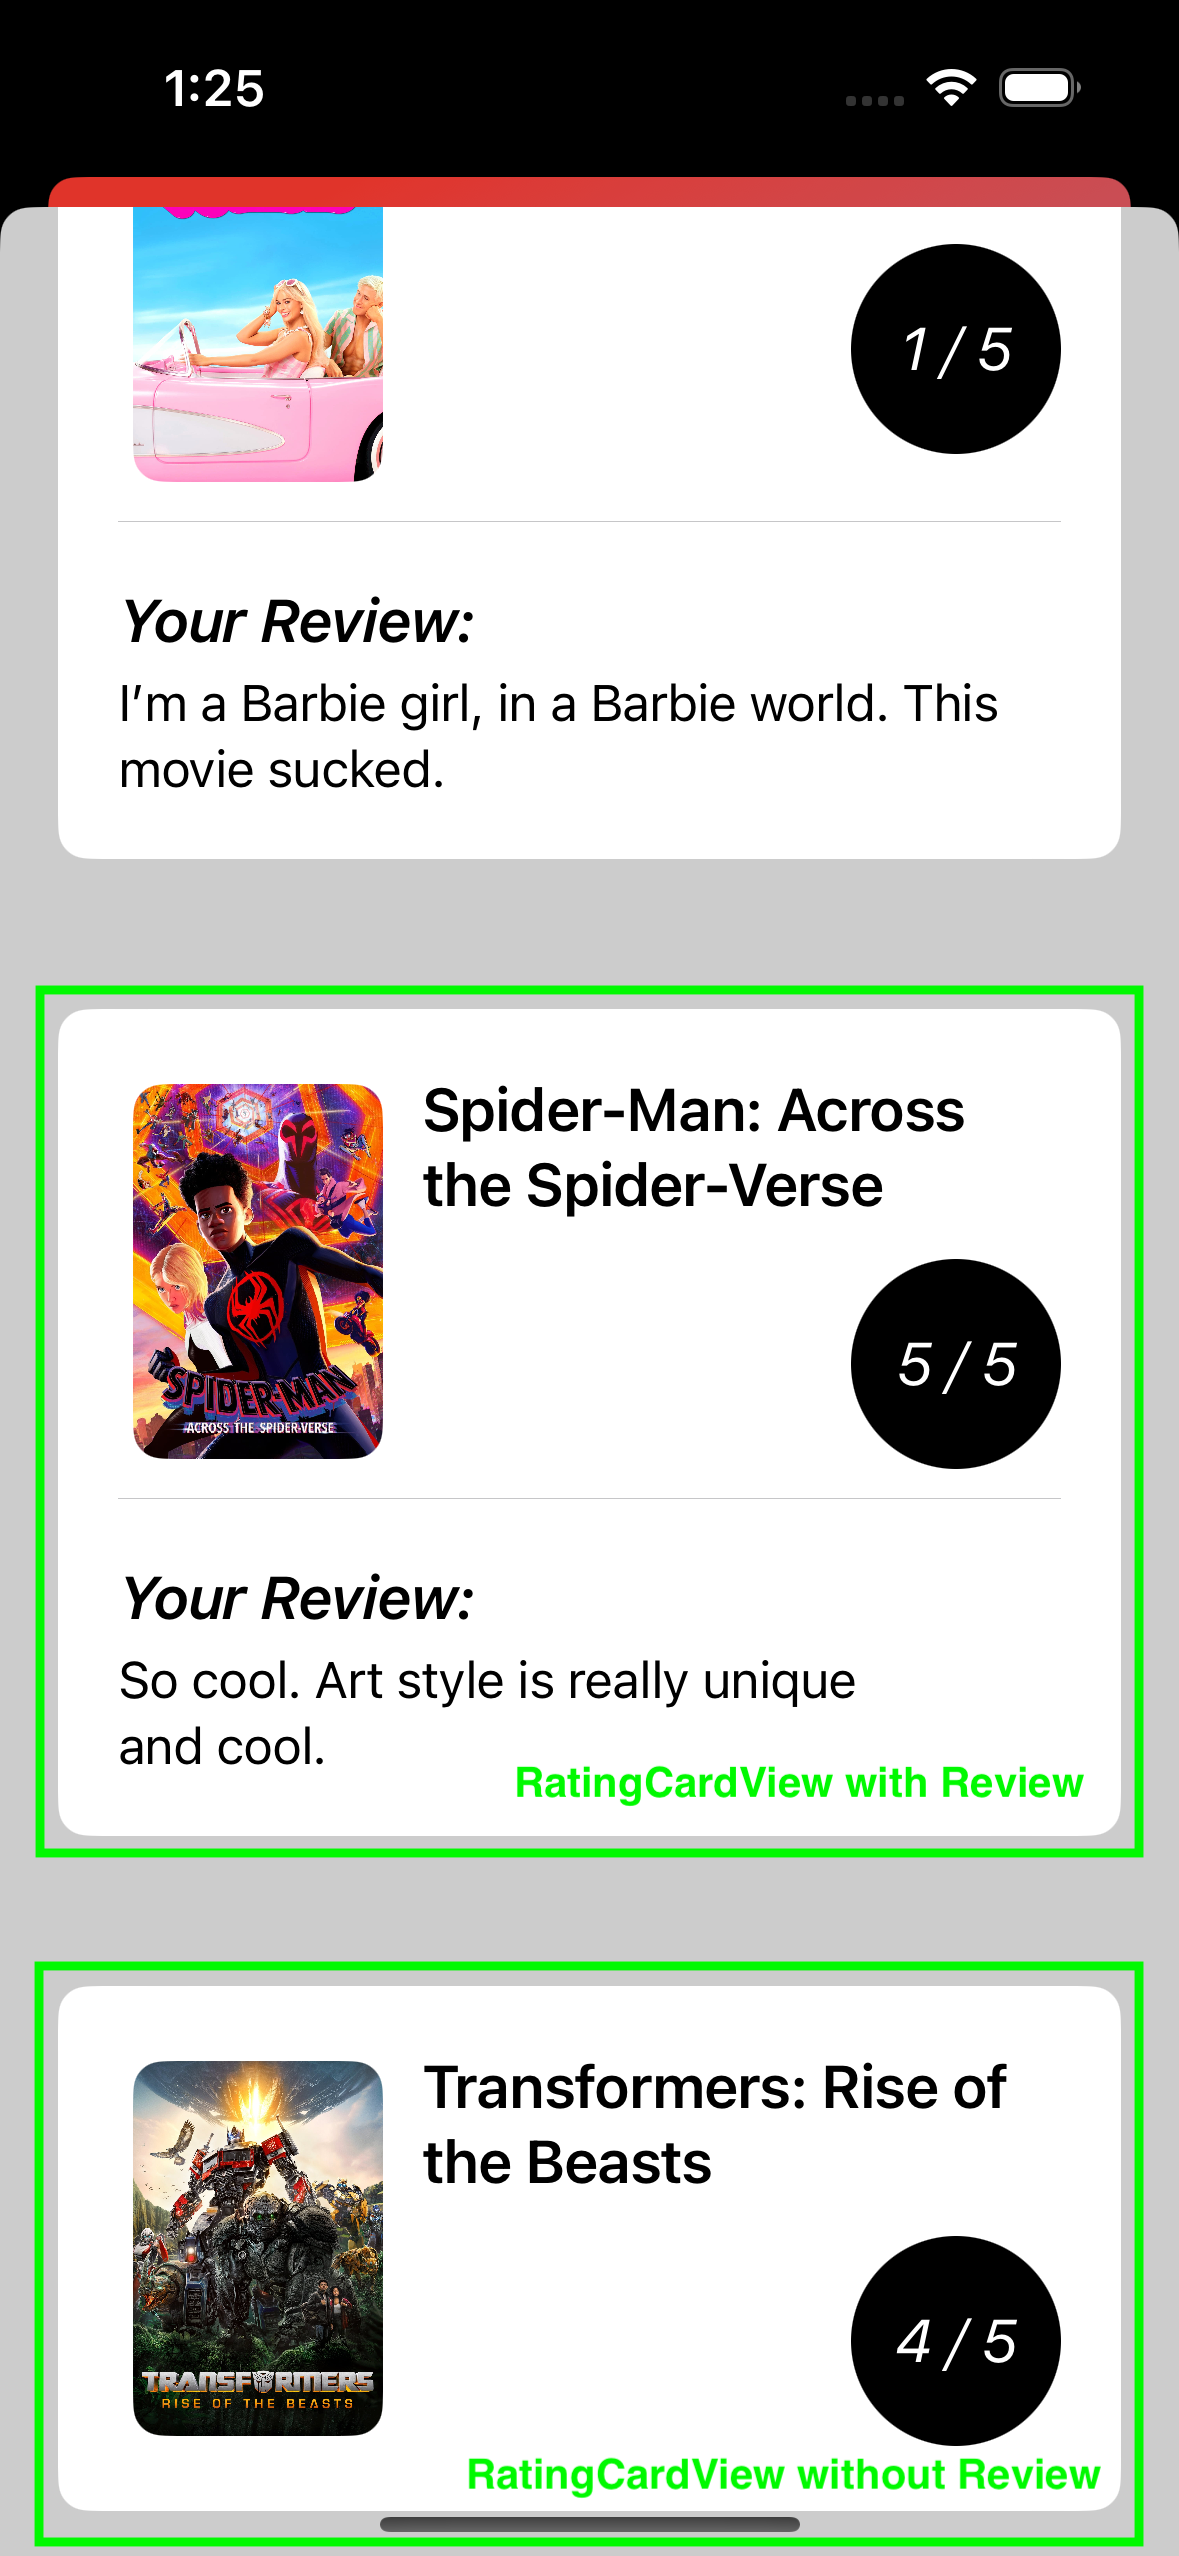 1:25
1 / 5
Your Review:
I’m a Barbie girl, in a Barbie world. This
movie sucked.
Spider-Man: Across
the Spider-Verse
SPIDER-MAN
ACROSS THE SPIDER-VERSE
5 / 5
Your Review:
So cool. Art style is really unique
and cool.
RatingCardView with Review
Transformers: Rise of
the Beasts
TRANSFORMERS
RISE OF THE BEASTS
4 / 5
RatingCardView without Review